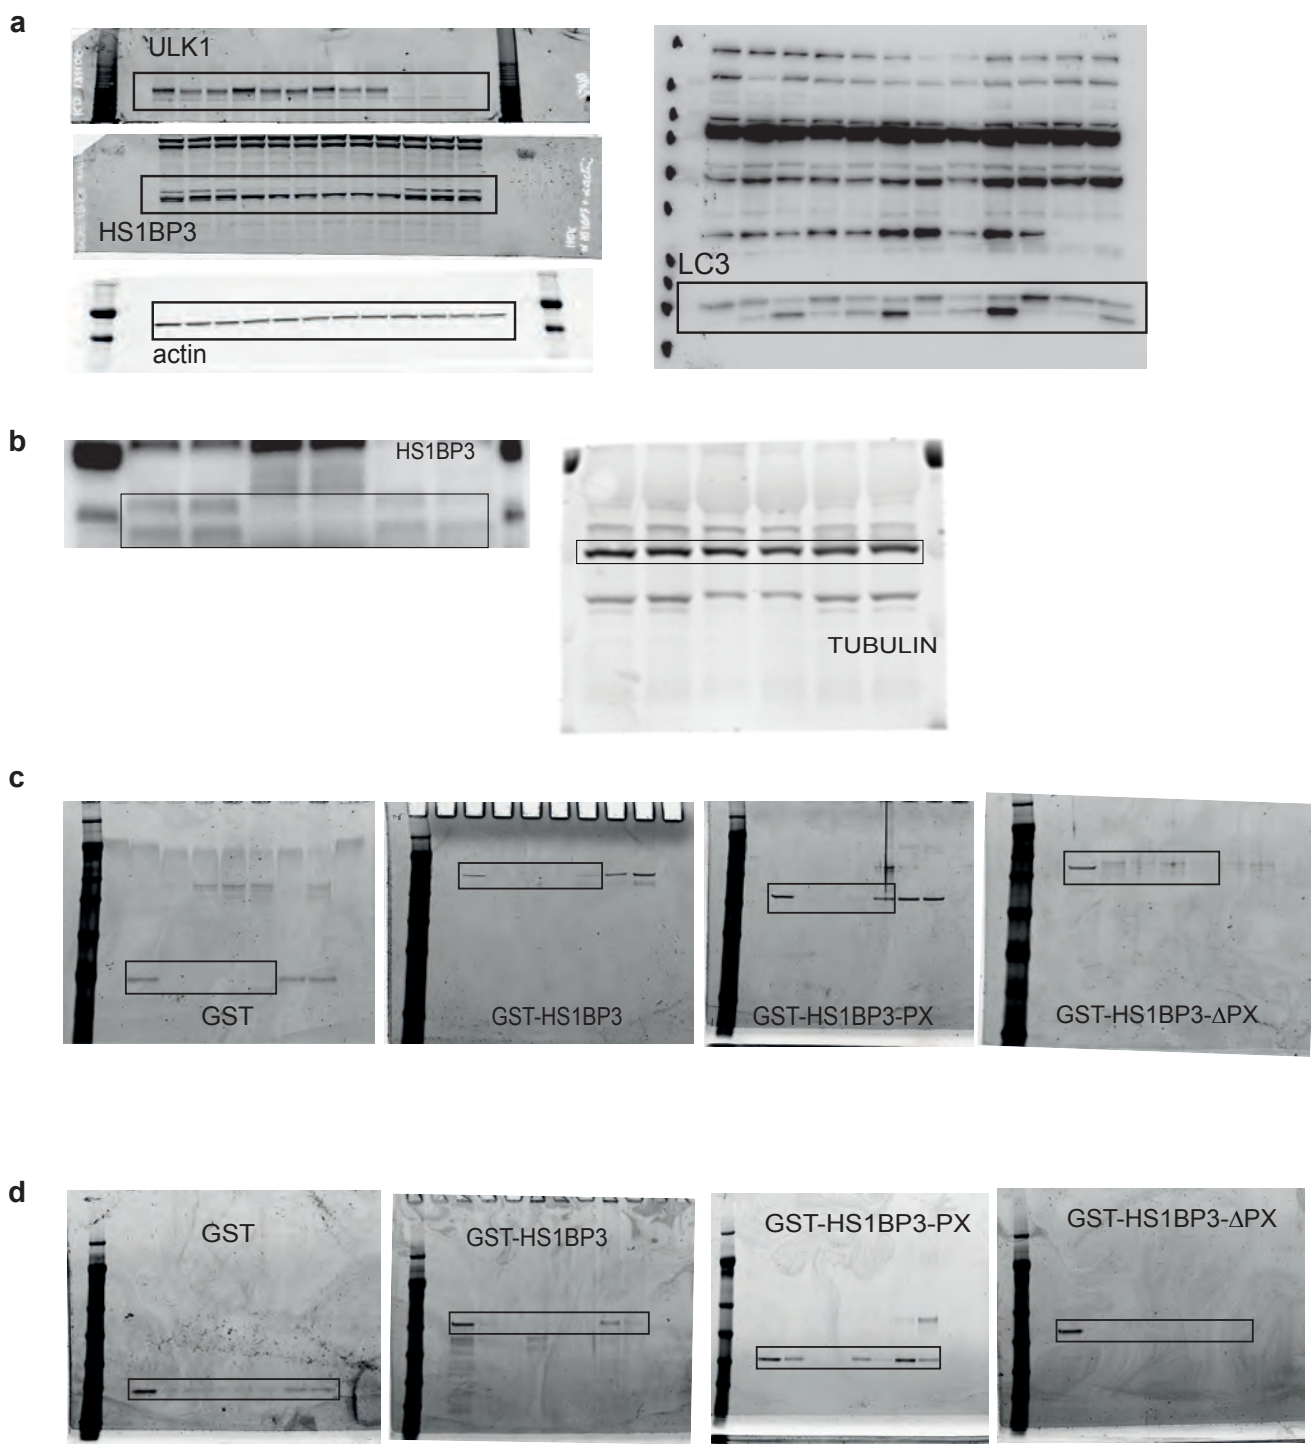 a
ULK1
HS1BP3
actin
LC3
b
HS1BP3
TUBULIN
c
GST
GST-HS1BP3
GST-HS1BP3-PX
GST-HS1BP3-ΔPX
d
GST
GST-HS1BP3
GST-HS1BP3-PX
GST-HS1BP3-ΔPX